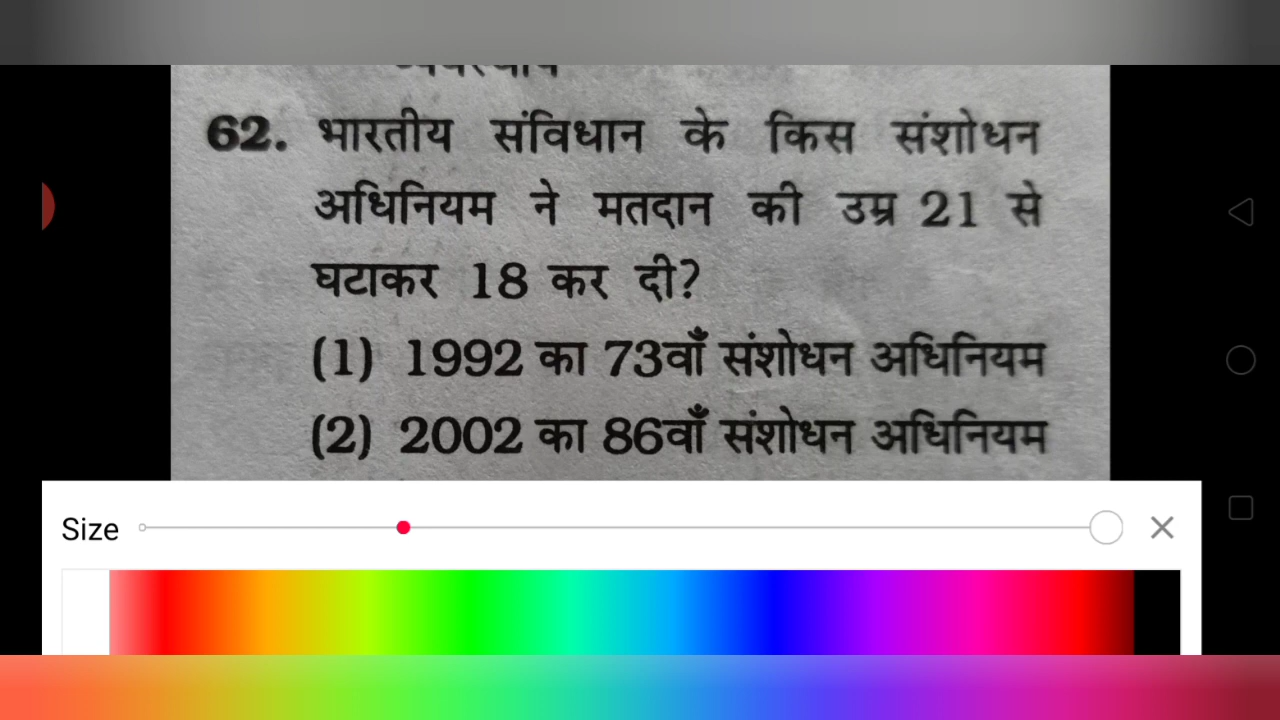 62. भारतीय संविधान के किस संशोधन
अधिनियम ने मतदान की उम्र 21 से
घटाकर 18 कर दी?
(1) 1992 का 73वाँ संशोधन अधिनियम
(2) 2002 का 86वाँ संशोधन अधिनियम
Size